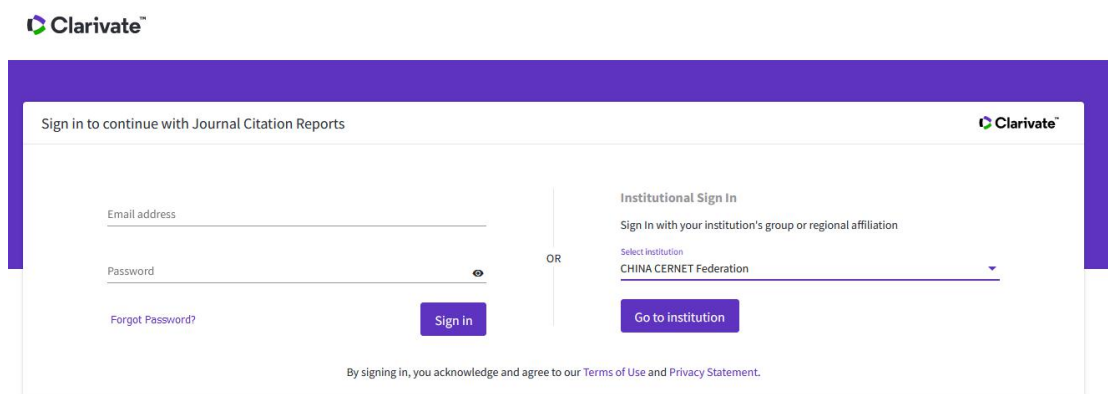 Clarivate™
Sign in to continue with Journal Citation Reports
Clarivate™
Email address
Password
Forgot Password?
Sign in
OR
Institutional Sign In
Sign In with your institution's group or regional affiliation
Select institution
CHINA CERNET Federation
Go to institution
By signing in, you acknowledge and agree to our Terms of Use and Privacy Statement.